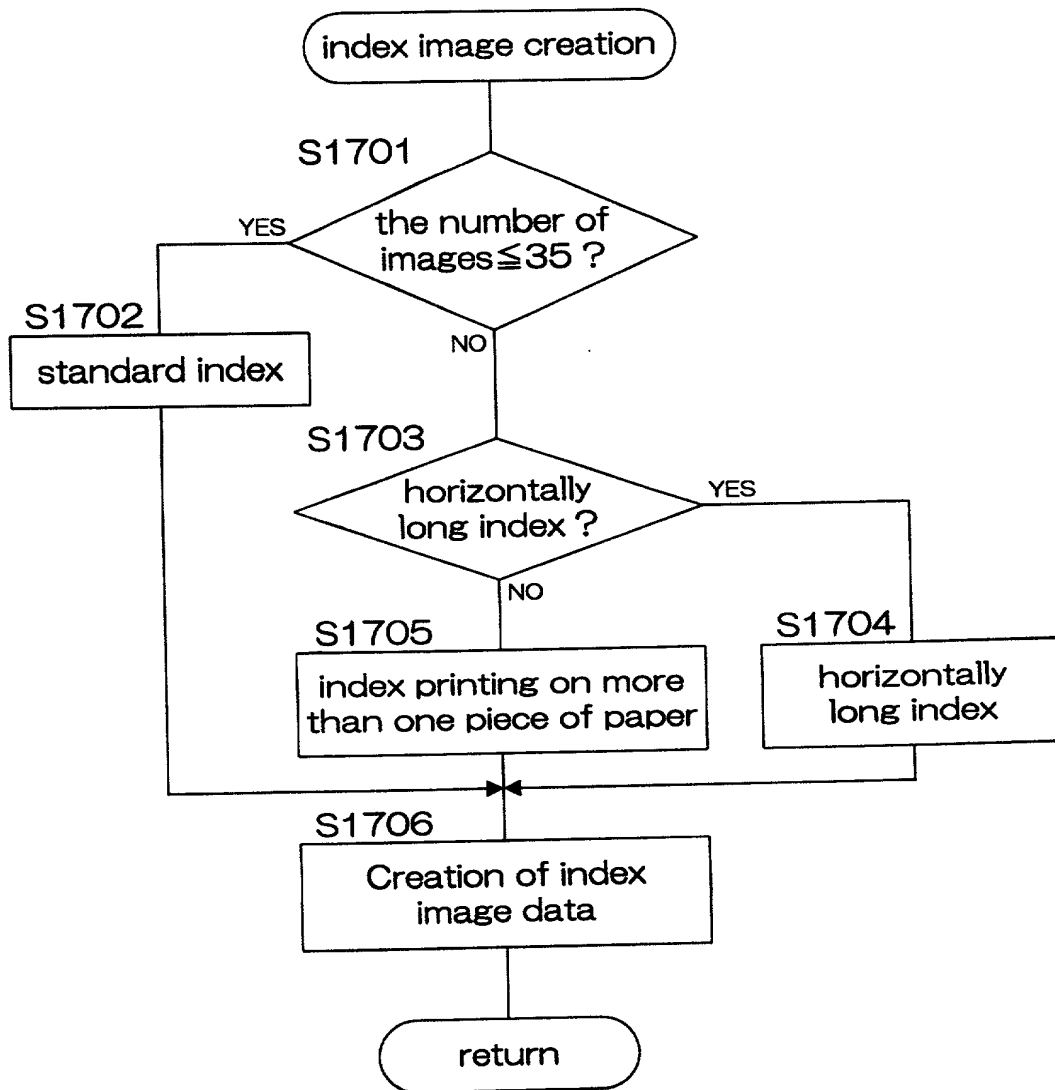 index image creation
S1701
the number of
images≦35 ?
YES
NO
S1702
standard index
S1703
horizontally
long index ?
YES
NO
S1705
index printing on more
than one piece of paper
S1704
horizontally
long index
S1706
Creation of index
image data
return